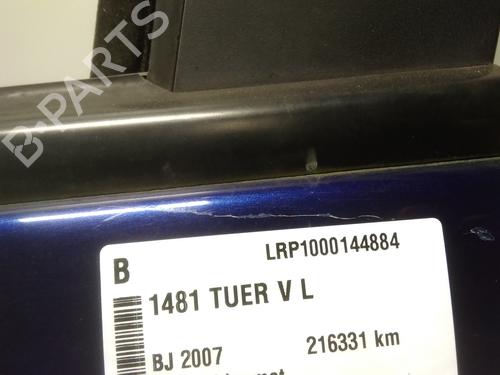 B-PARTS
LRP1000144884
B
1481 TUER V L
BJ 2007 216331 km